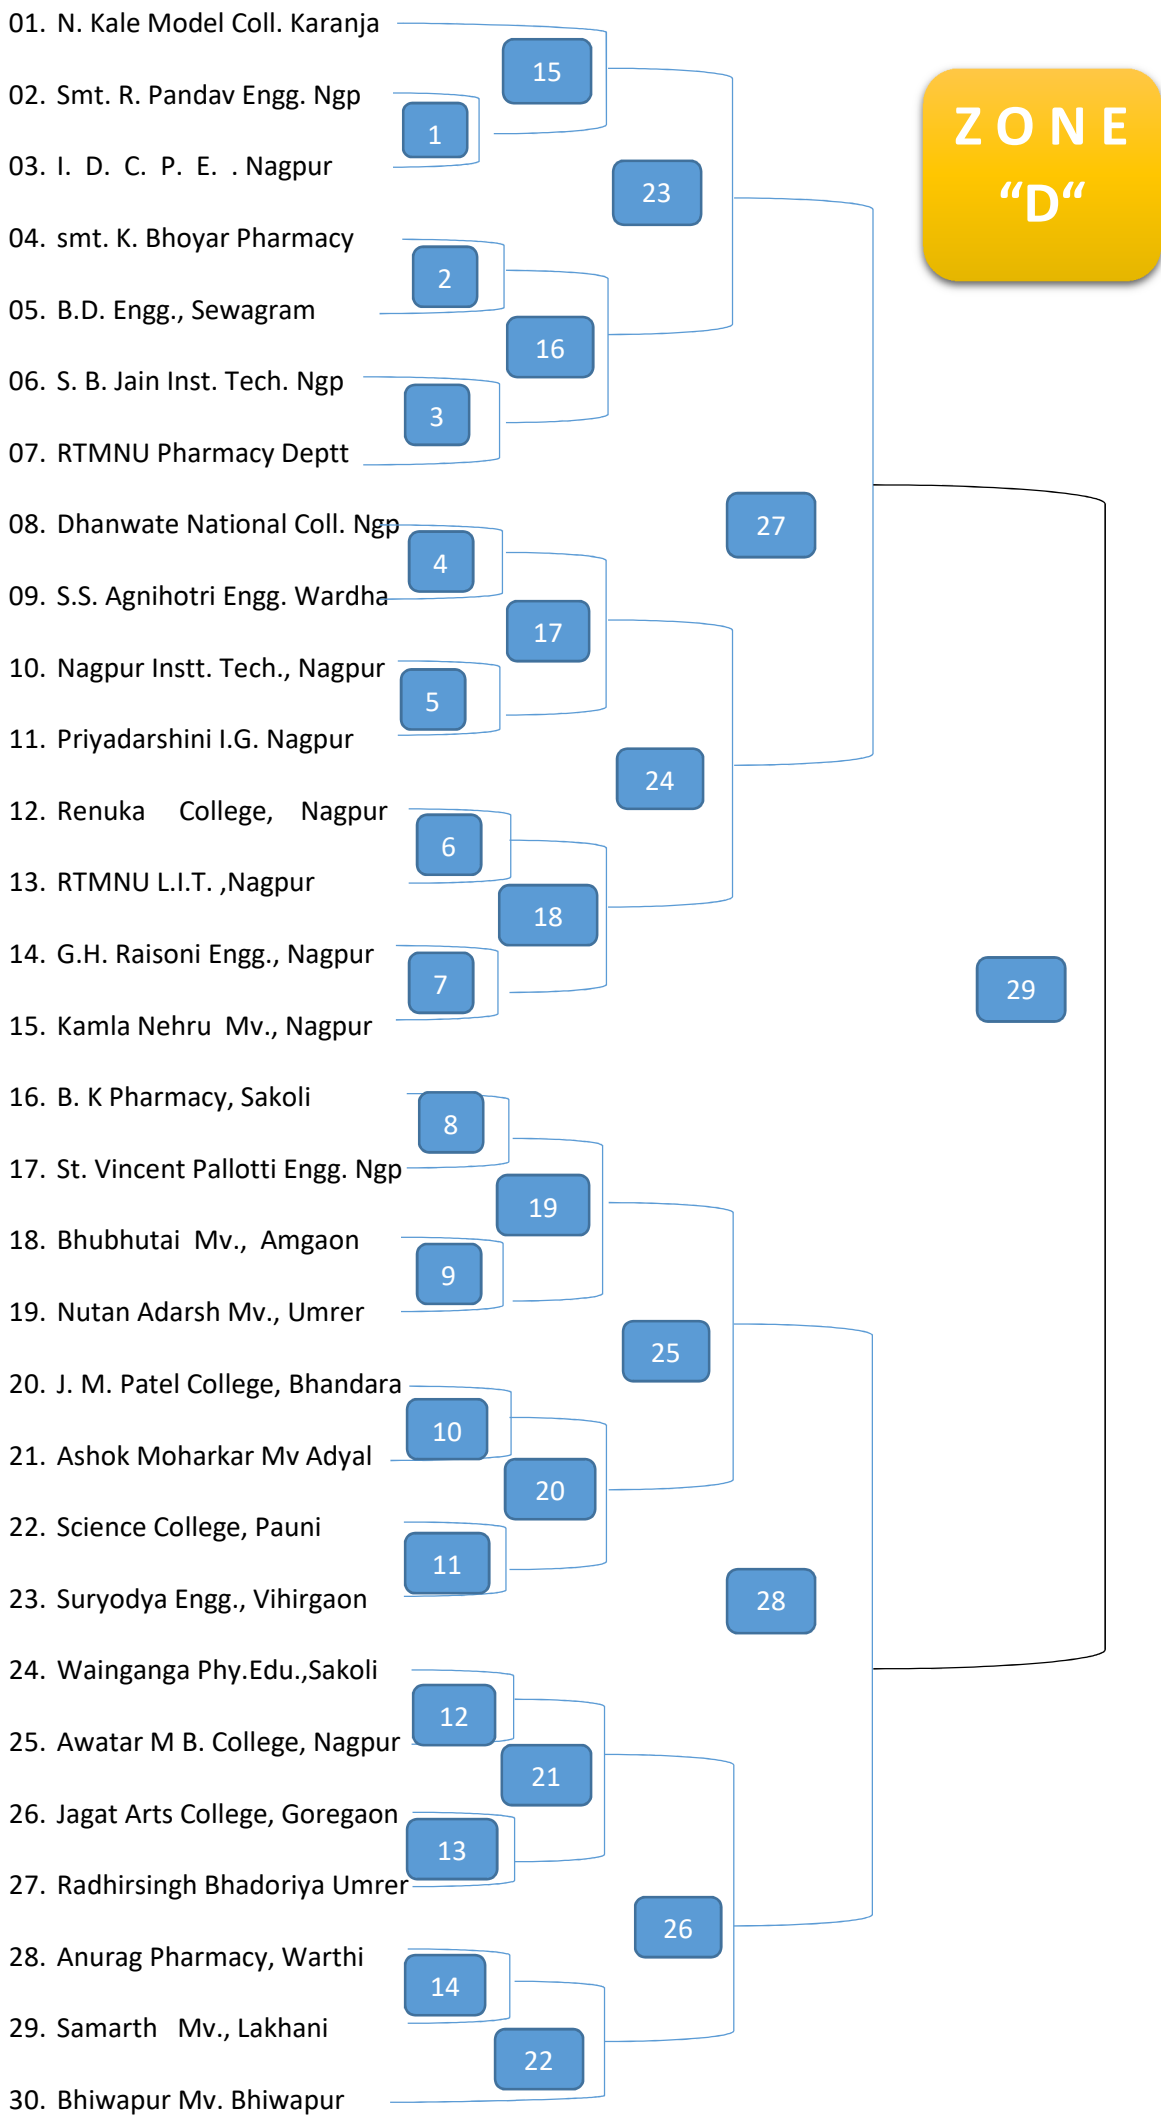 01. N. Kale Model Coll. Karanja
15
ZONE
“D“
02. Smt. R. Pandav Engg. Ngp
1
03. I. D. C. P. E. . Nagpur
23
04. smt. K. Bhoyar Pharmacy
2
05. B.D. Engg., Sewagram
16
06. S. B. Jain Inst. Tech. Ngp
3
07. RTMNU Pharmacy Deptt
08. Dhanwate National Coll. Ngp
27
4
09. S.S. Agnihotri Engg. Wardha
17
10. Nagpur Instt. Tech., Nagpur
5
11. Priyadarshini I.G. Nagpur
24
12. Renuka College, Nagpur
6
13. RTMNU L.I.T. ,Nagpur
18
14. G.H. Raisoni Engg., Nagpur
7
29
15. Kamla Nehru Mv., Nagpur
16. B. K Pharmacy, Sakoli
8
17. St. Vincent Pallotti Engg. Ngp
19
18. Bhubhutai Mv., Amgaon
9
19. Nutan Adarsh Mv., Umrer
25
20. J. M. Patel College, Bhandara
10
21. Ashok Moharkar Mv Adyal
20
22. Science College, Pauni
11
23. Suryodya Engg., Vihirgaon
28
24. Wainganga Phy.Edu.,Sakoli
12
25. Awatar M B. College, Nagpur
21
26. Jagat Arts College, Goregaon
13
27. Radhirsingh Bhadoriya Umrer
26
28. Anurag Pharmacy, Warthi
14
29. Samarth Mv., Lakhani
22
30. Bhiwapur Mv. Bhiwapur